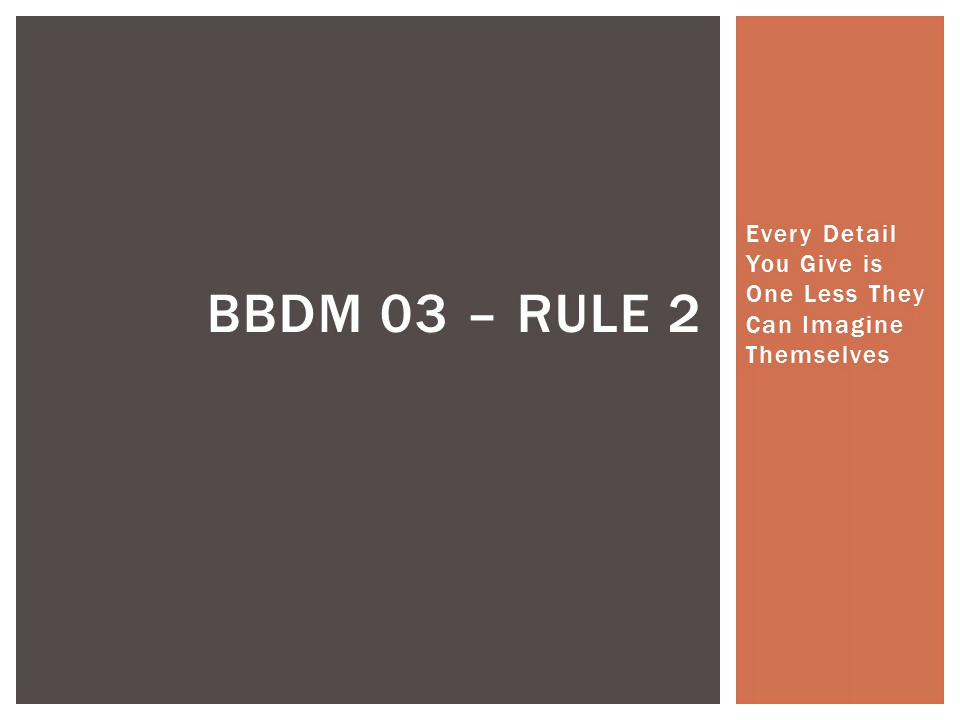 BBDM 03 – RULE 2
Every Detail
You Give is
One Less They
Can Imagine
Themselves